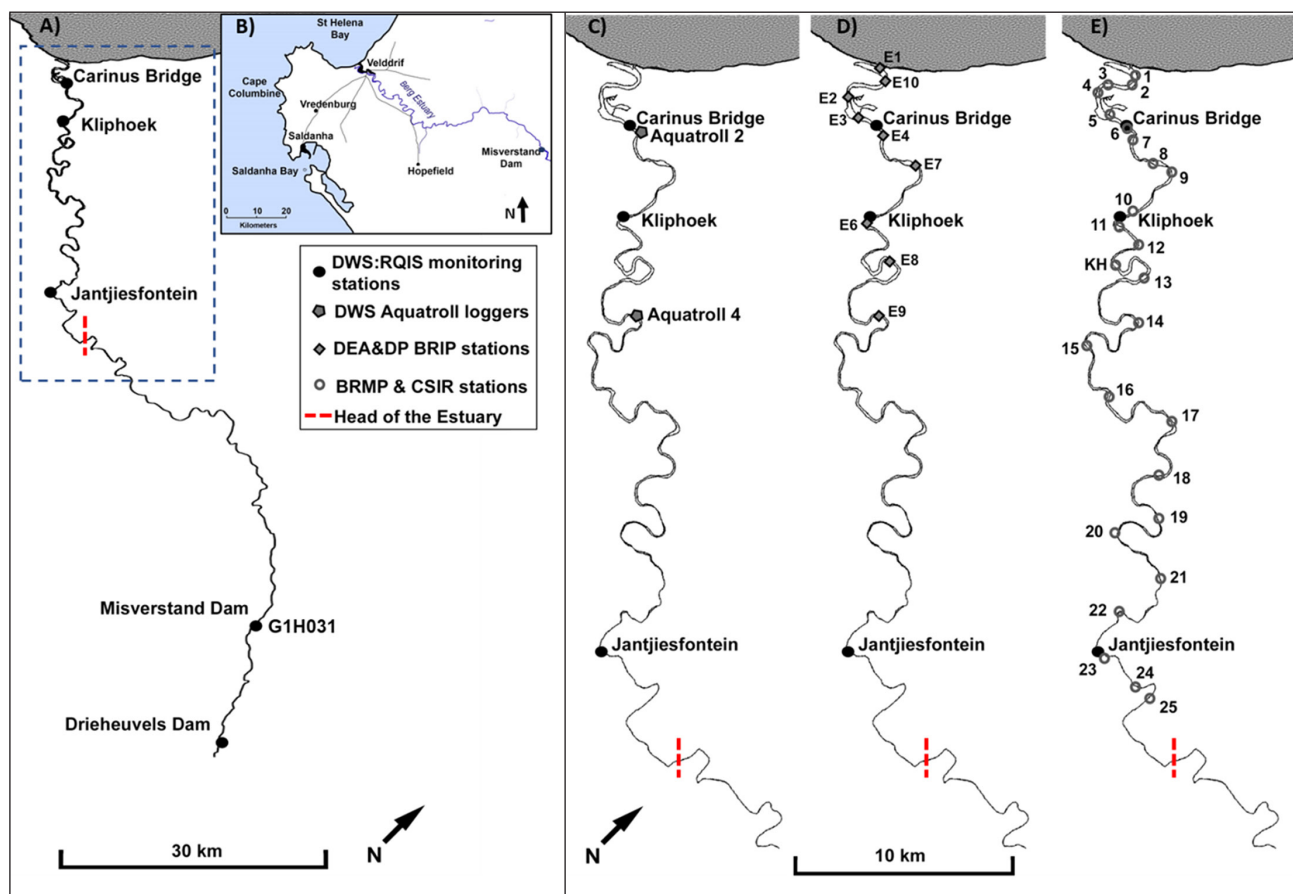 A)
Carinus Bridge
Kliphoek
Jantjiesfontein
Misverstand Dam
G1H031
Drieheuvels Dam
N
30 km
B)
St Helena
Bay
Velddrif
Cape
Columbine
Berg Estuary
Vredenburg
Saldanha
Saldanha Bay
Hopefield
Misverstand
Dam
0 10 20
Kilometers
N
DWS:RQIS monitoring
stations
DWS Aquatroll loggers
DEA&DP BRIP stations
BRMP & CSIR stations
Head of the Estuary
C)
Carinus Bridge
Aquatroll 2
Kliphoek
Aquatroll 4
Jantjiesfontein
N
D)
E1
E10
E2
E3
Carinus Bridge
E4
E7
Kliphoek
E6
E8
E9
Jantjiesfontein
10 km
E)
1
3
2
4
5
Carinus Bridge
6
7
8
9
10
Kliphoek
11
12
KH
13
14
15
16
17
18
19
20
21
22
Jantjiesfontein
23
24
25